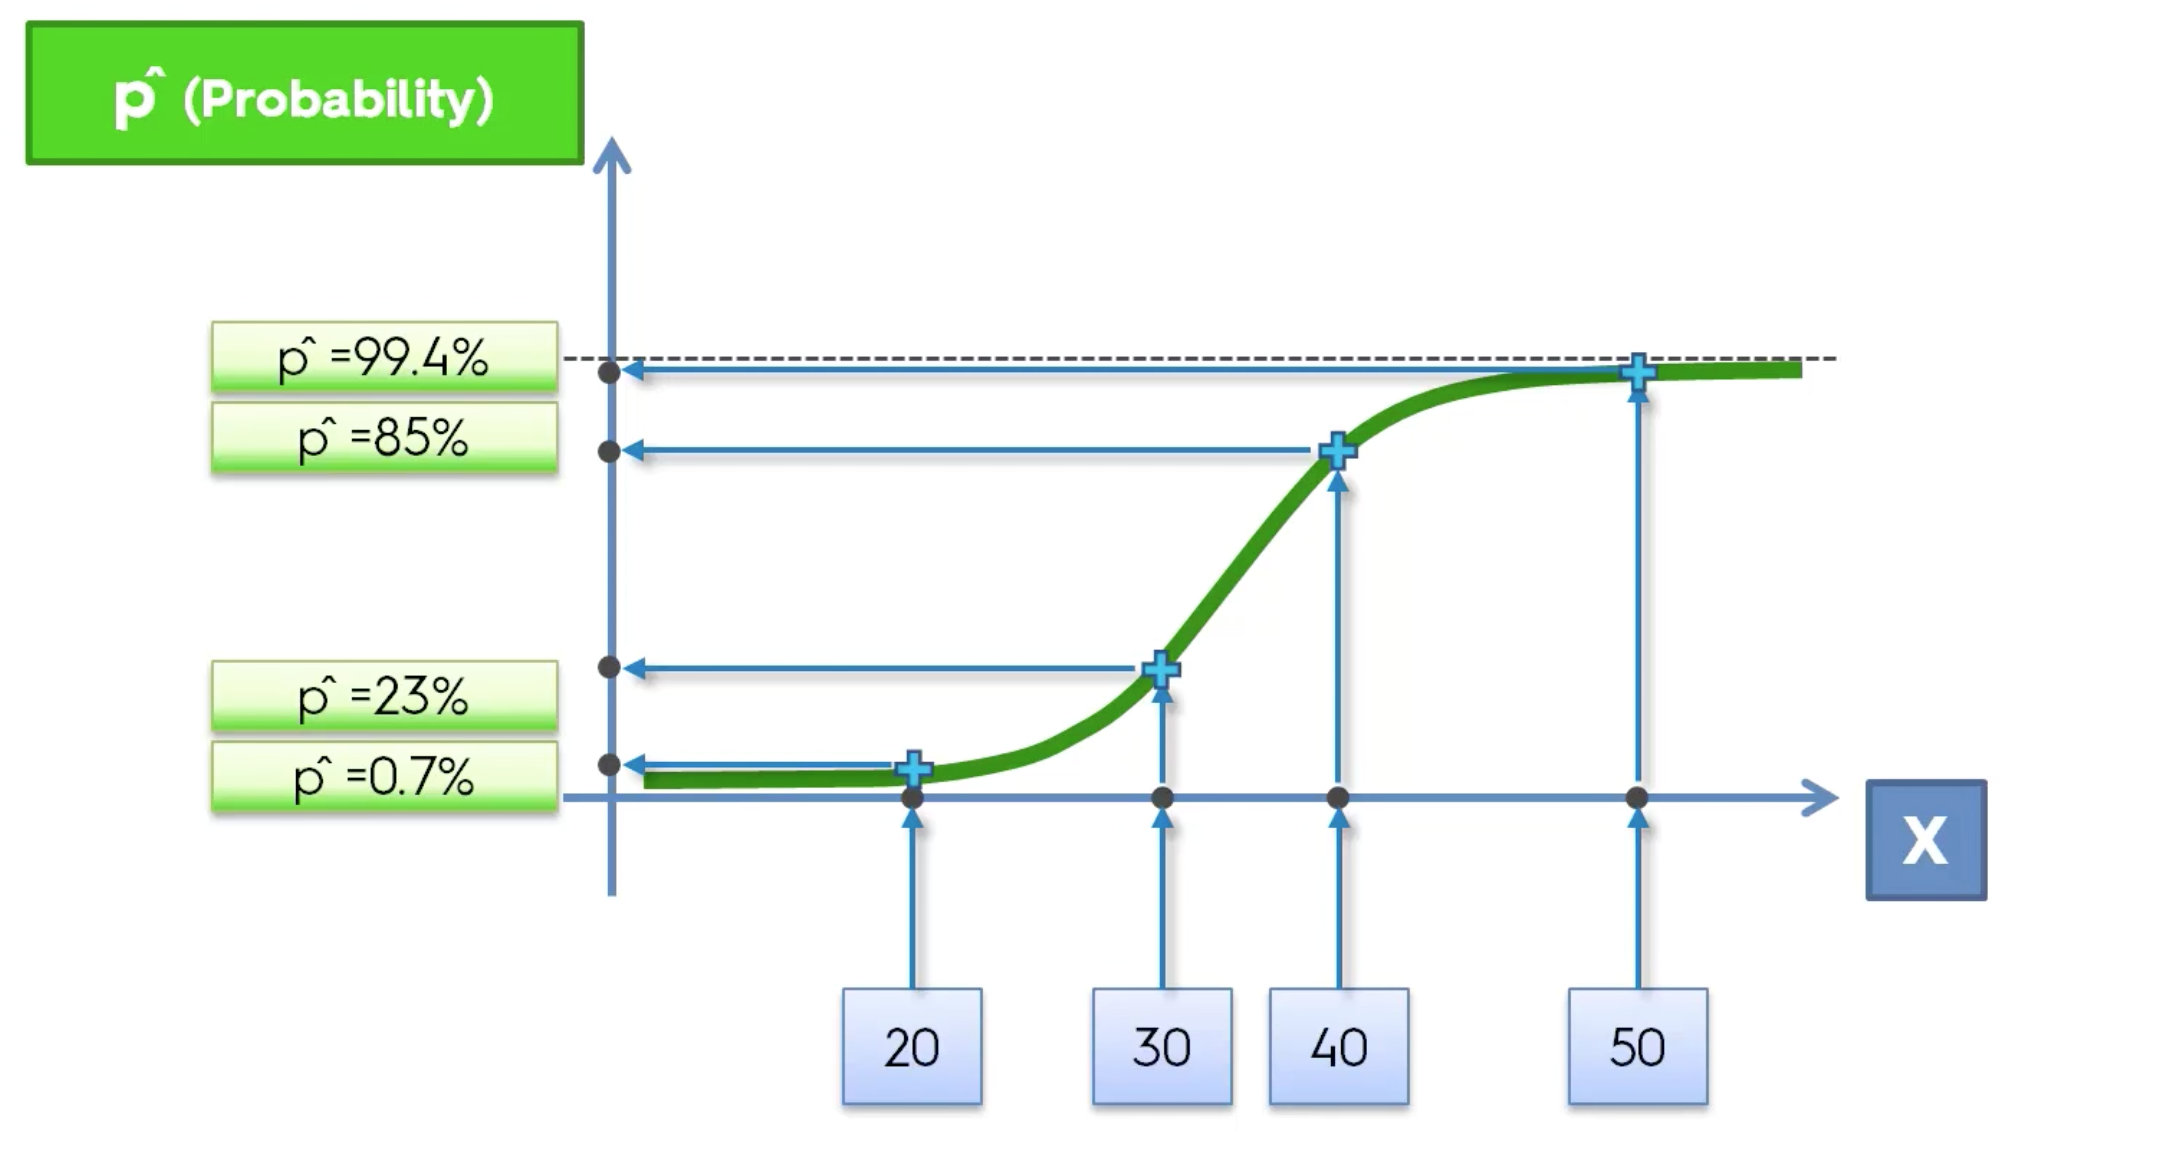 p̂ (Probability)
p̂ =99.4%
p̂ =85%
p̂ =23%
p̂ =0.7%
X
20
30
40
50